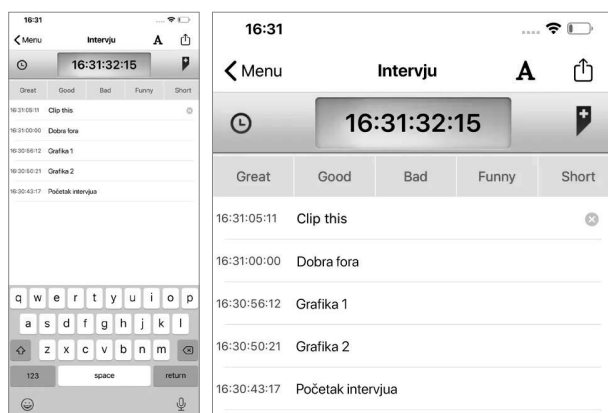 16:31
Menu Intervju A
16:31:32:15
Great Good Bad Funny Short
16:31:05:11 Clip this
16:31:00:00 Dobra fora
16:30:56:12 Grafika 1
16:30:50:21 Grafika 2
16:30:43:17 Početak intervjua
q w e r t y u i o p
a s d f g h j k l
z x c v b n m
123 space return
16:31
Menu Intervju A
16:31:32:15
Great Good Bad Funny Short
16:31:05:11 Clip this
16:31:00:00 Dobra fora
16:30:56:12 Grafika 1
16:30:50:21 Grafika 2
16:30:43:17 Početak intervjua